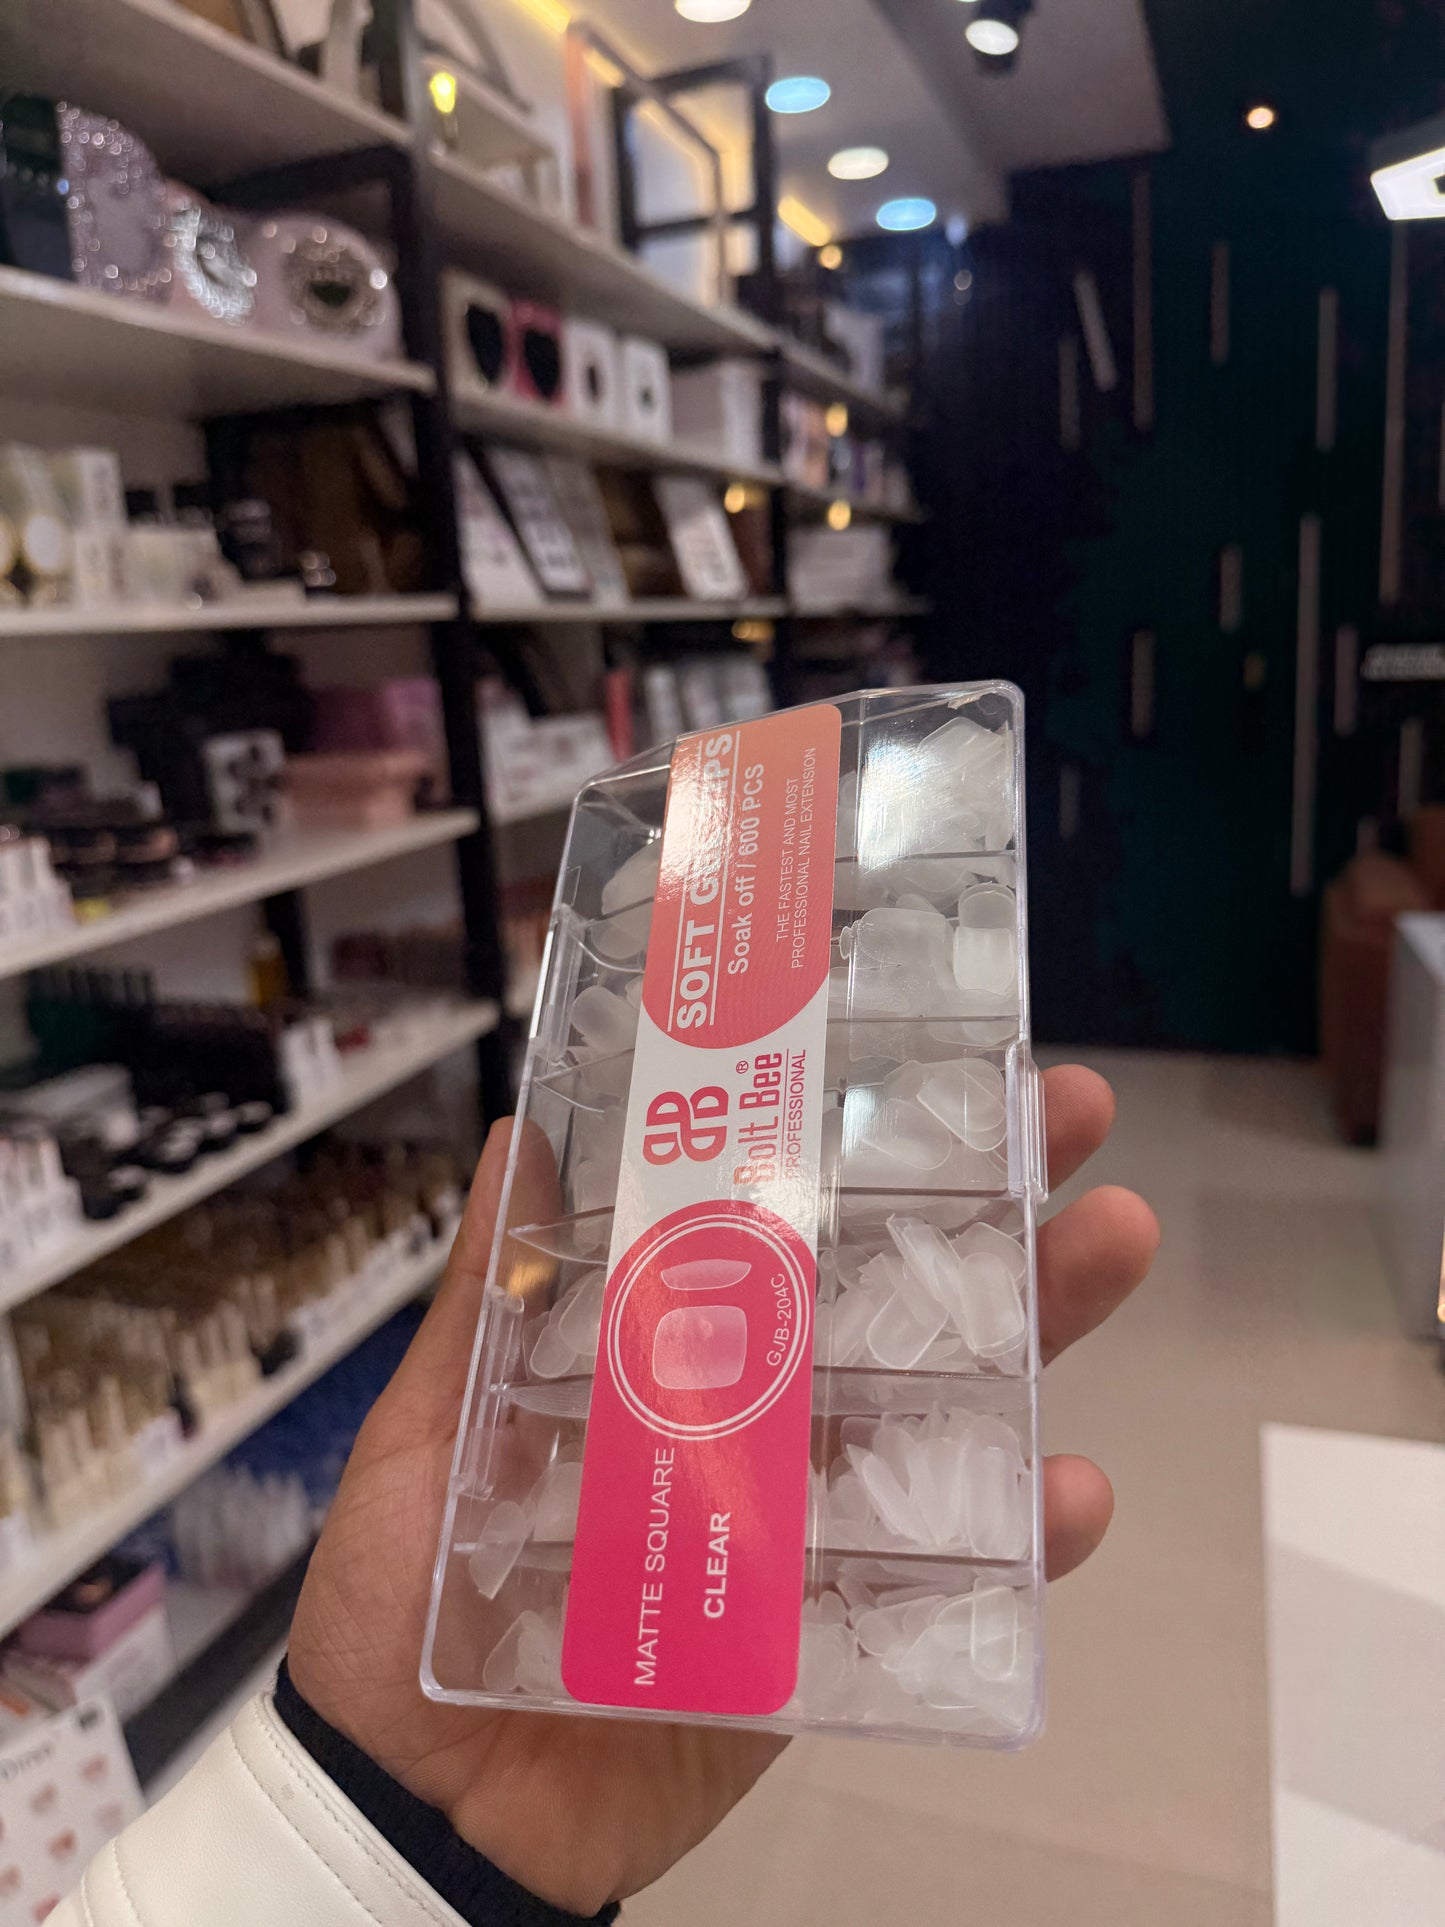 SOFT GEL TIPS
Soak off / 600 PCS
THE FASTEST AND MOST
PROFESSIONAL NAIL EXTENSION
Bolt Bee®
PROFESSIONAL
GJB-204C
MATTE SQUARE
CLEAR